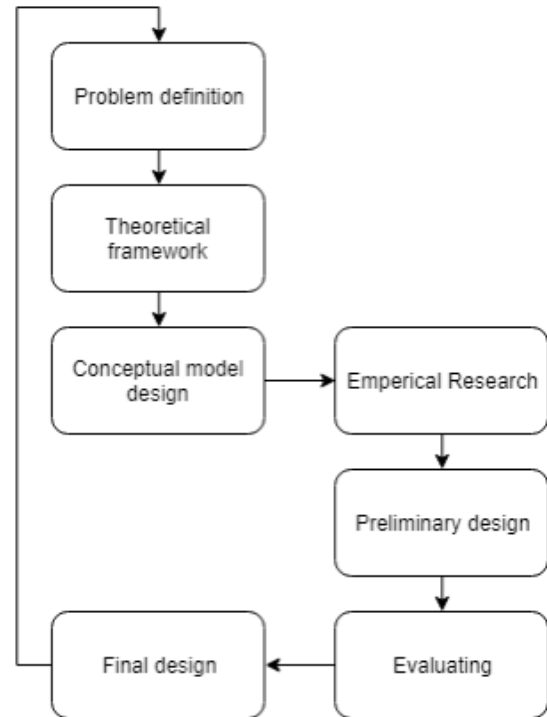 Problem definition
Theoretical
framework
Conceptual model
design
Emperical Research
Preliminary design
Evaluating
Final design